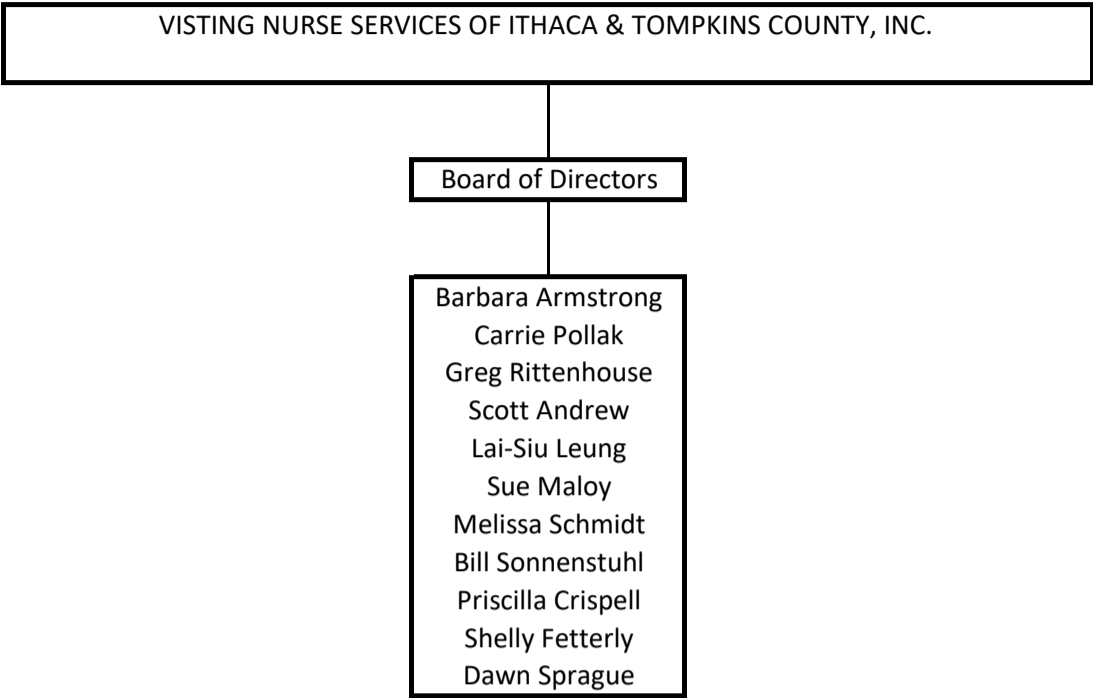 VISTING NURSE SERVICES OF ITHACA & TOMPKINS COUNTY, INC.
Board of Directors
Barbara Armstrong
Carrie Pollak
Greg Rittenhouse
Scott Andrew
Lai-Siu Leung
Sue Maloy
Melissa Schmidt
Bill Sonnenstuhl
Priscilla Crispell
Shelly Fetterly
Dawn Sprague